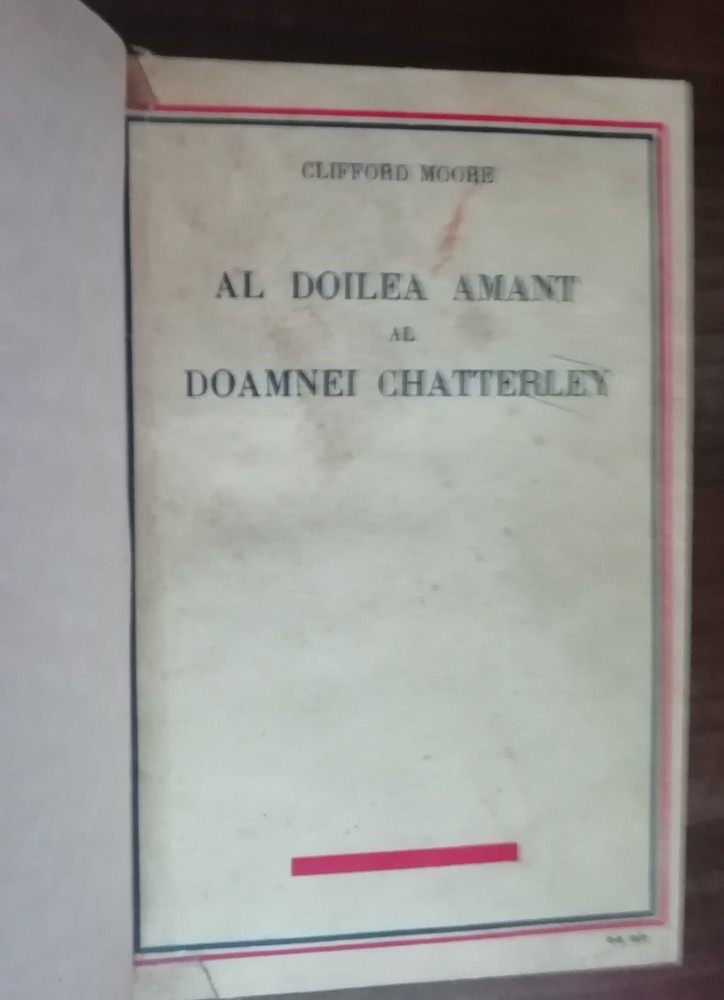 CLIFFORD MOORE
AL DOILEA AMANT
AL
DOAMNEI CHATTERLEY